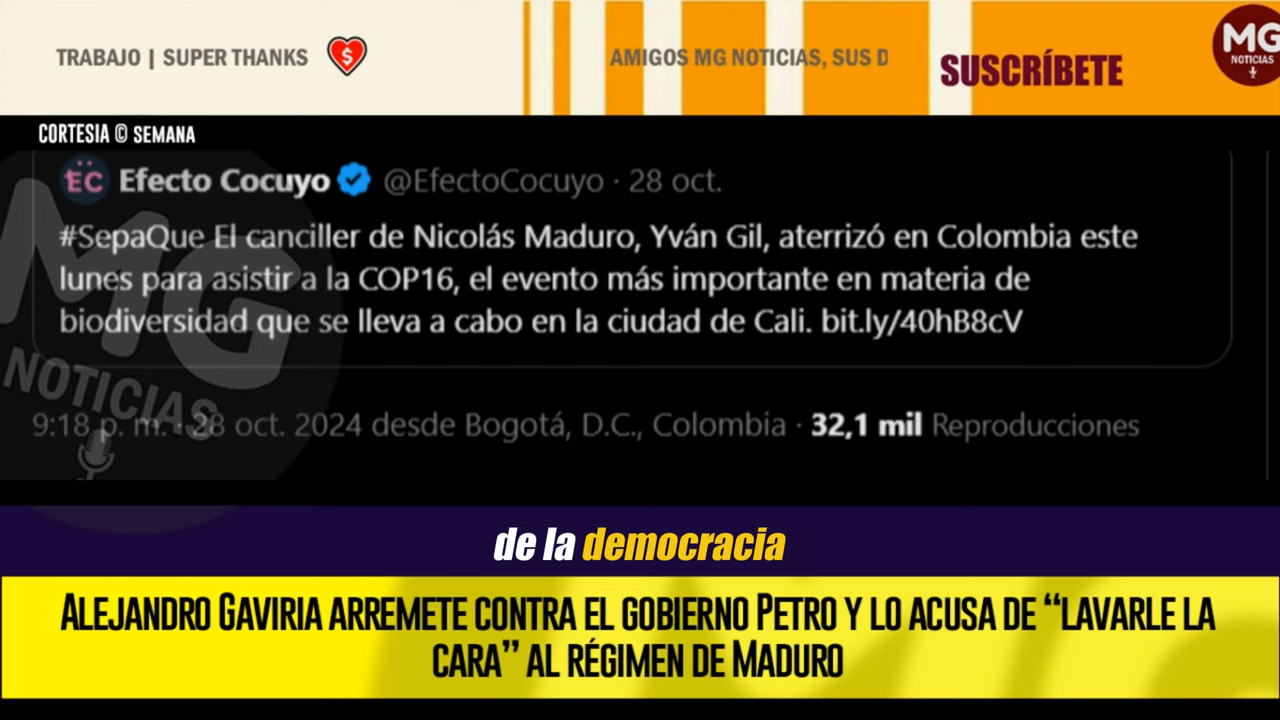 TRABAJO | SUPER THANKS
AMIGOS MG NOTICIAS, SUS D
SUSCRÍBETE
MG
NOTICIAS
CORTESIA © SEMANA
EC Efecto Cocuyo @EfectoCocuyo · 28 oct.
#SepaQue El canciller de Nicolás Maduro, Yván Gil, aterrizó en Colombia este
lunes para asistir a la COP16, el evento más importante en materia de
biodiversidad que se lleva a cabo en la ciudad de Cali. bit.ly/40hB8cV
MG
NOTICIAS
9:18 p. m. · 28 oct. 2024 desde Bogotá, D.C., Colombia · 32,1 mil Reproducciones
de la democracia
ALEJANDRO GAVIRIA ARREMETE CONTRA EL GOBIERNO PETRO Y LO ACUSA DE “LAVARLE LA
CARA” AL RÉGIMEN DE MADURO